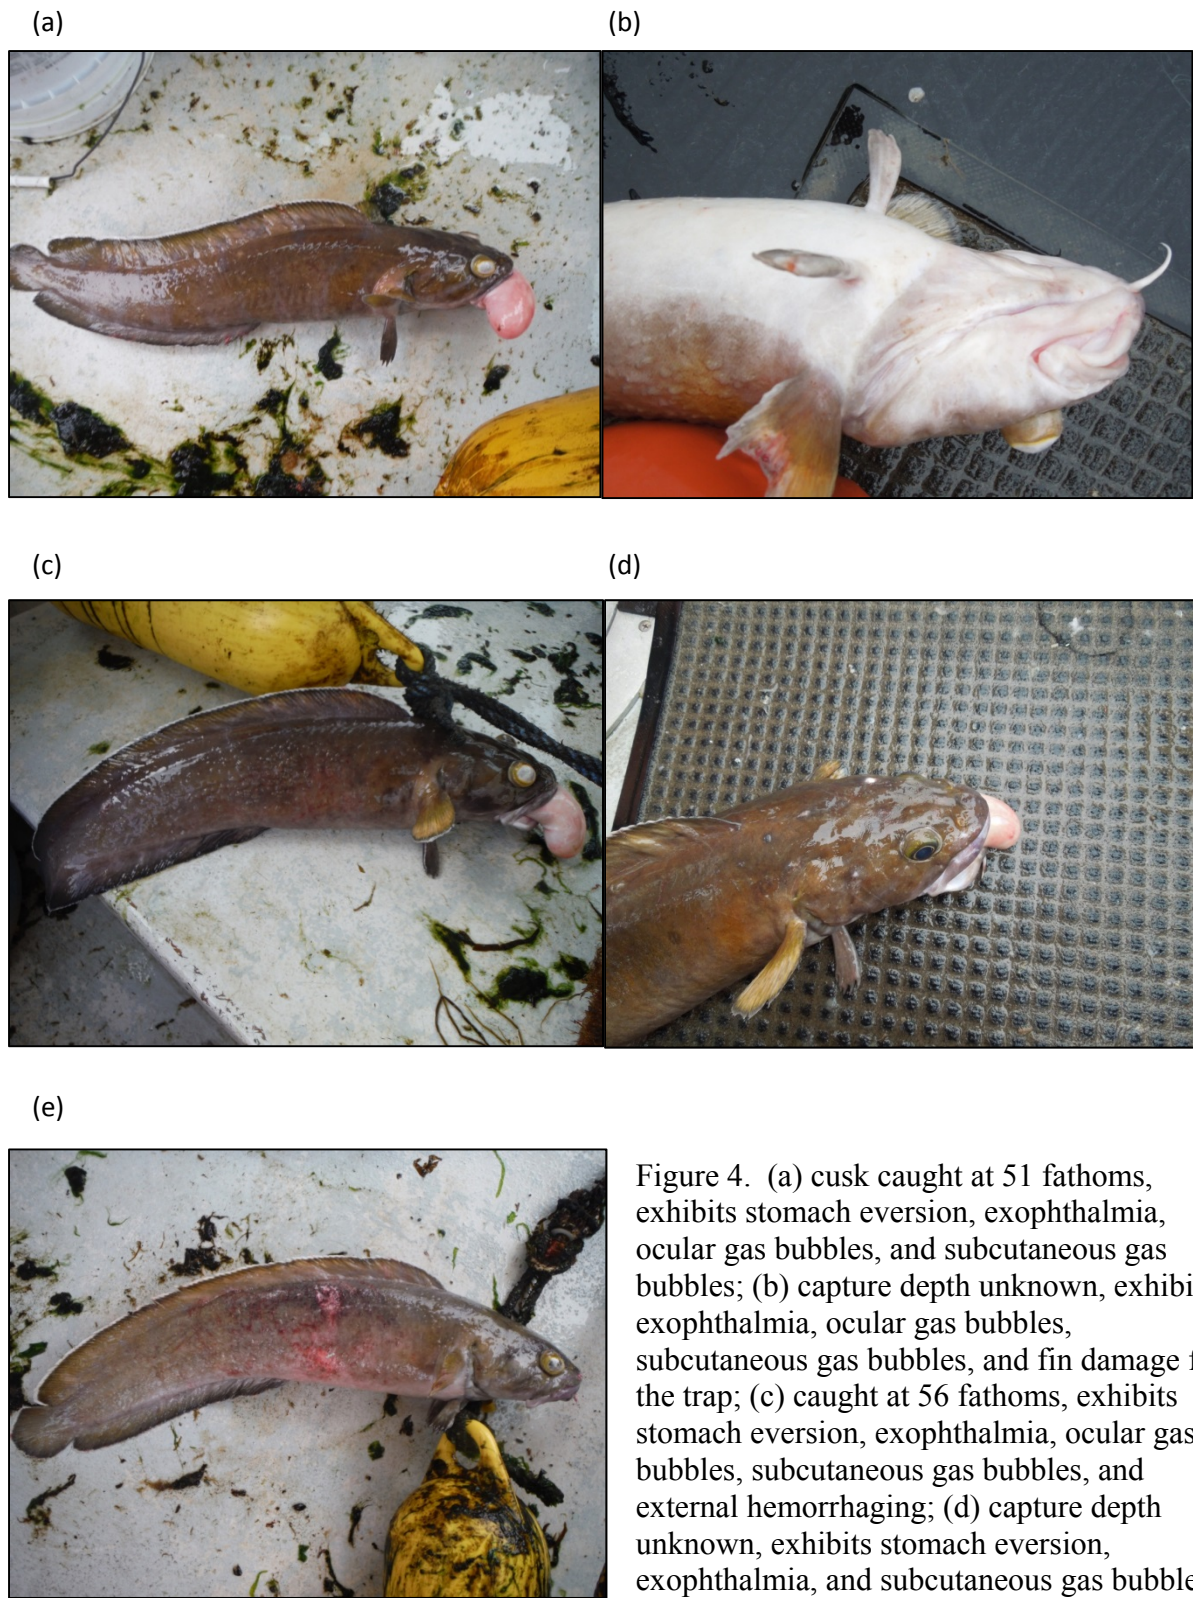 (a)
(b)
(c)
(d)
(e)
Figure 4.  (a) cusk caught at 51 fathoms,
exhibits stomach eversion, exophthalmia,
ocular gas bubbles, and subcutaneous gas
bubbles; (b) capture depth unknown,
exophthalmia, ocular gas bubbles,
subcutaneous gas bubbles, and fin damage
the trap; (c) caught at 56 fathoms, exhibits
stomach eversion, exophthalmia, ocular gas
bubbles, subcutaneous gas bubbles, and
external hemorrhaging; (d) capture depth
unknown, exhibits stomach eversion,
exophthalmia, and subcutaneous gas